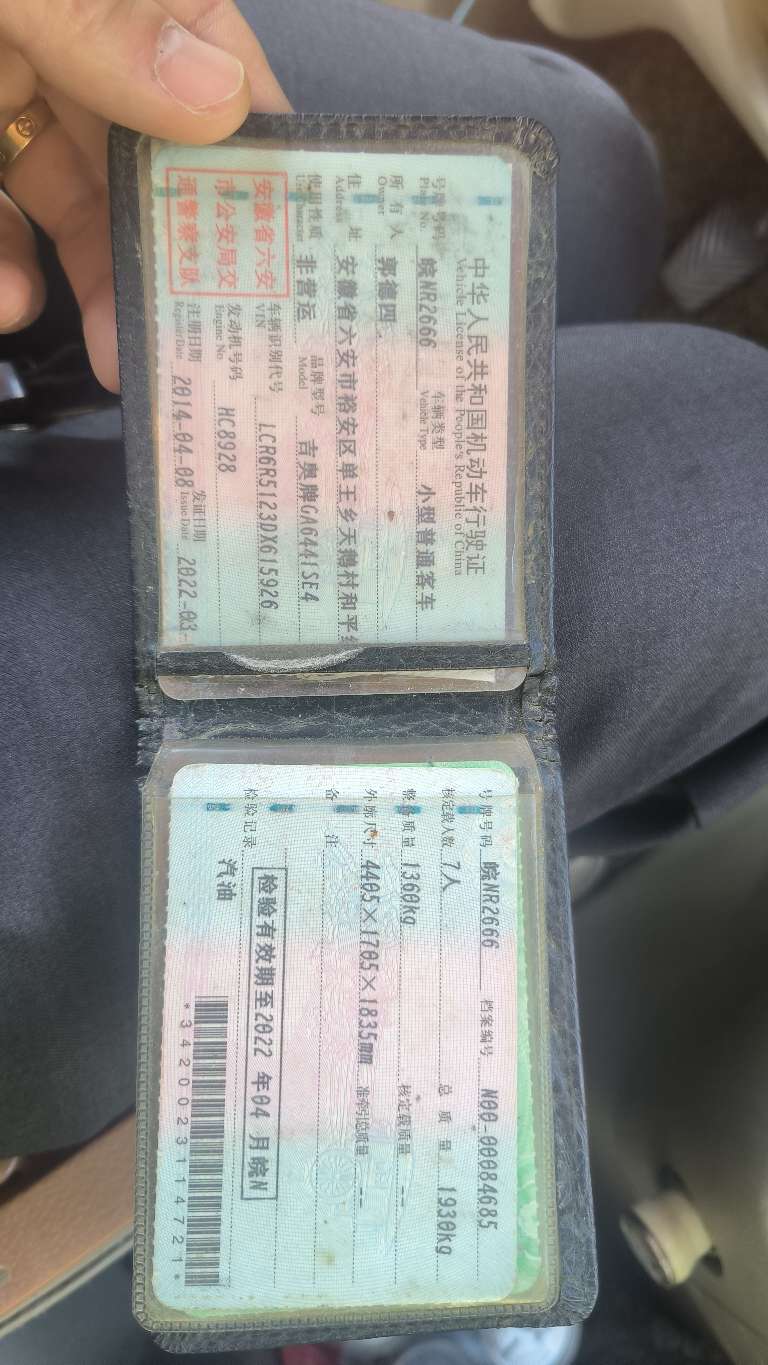 中华人民共和国机动车行驶证
Vehicle License of the People's Republic of China
号牌号码 皖NR2666 车辆类型 小型普通客车
Plate No. Vehicle Type
所有人 郭德四
Owner
住址 安徽省六安市裕安区单王乡天鹅村和平
Address
使用性质 非营运 品牌型号 吉奥牌GA6441SE4
Use Character Model
安徽省六安
市公安局交
通警察支队
车辆识别代号 LCR6R5123DX615926
VIN
发动机号码 HC8928
Engine No.
注册日期 2014-04-08 发证日期 2022-03-
Register Date Issue Date
号牌号码 皖NR2666 档案编号 N00-00084685
核定载人数 7人 总质量 1930kg
整备质量 1360kg 核定载质量 --
外廓尺寸 4405×1705×1835mm 准牵引总质量 --
备注
检验有效期至2022 年04 月皖N
检验记录
汽油
*3420023114721*